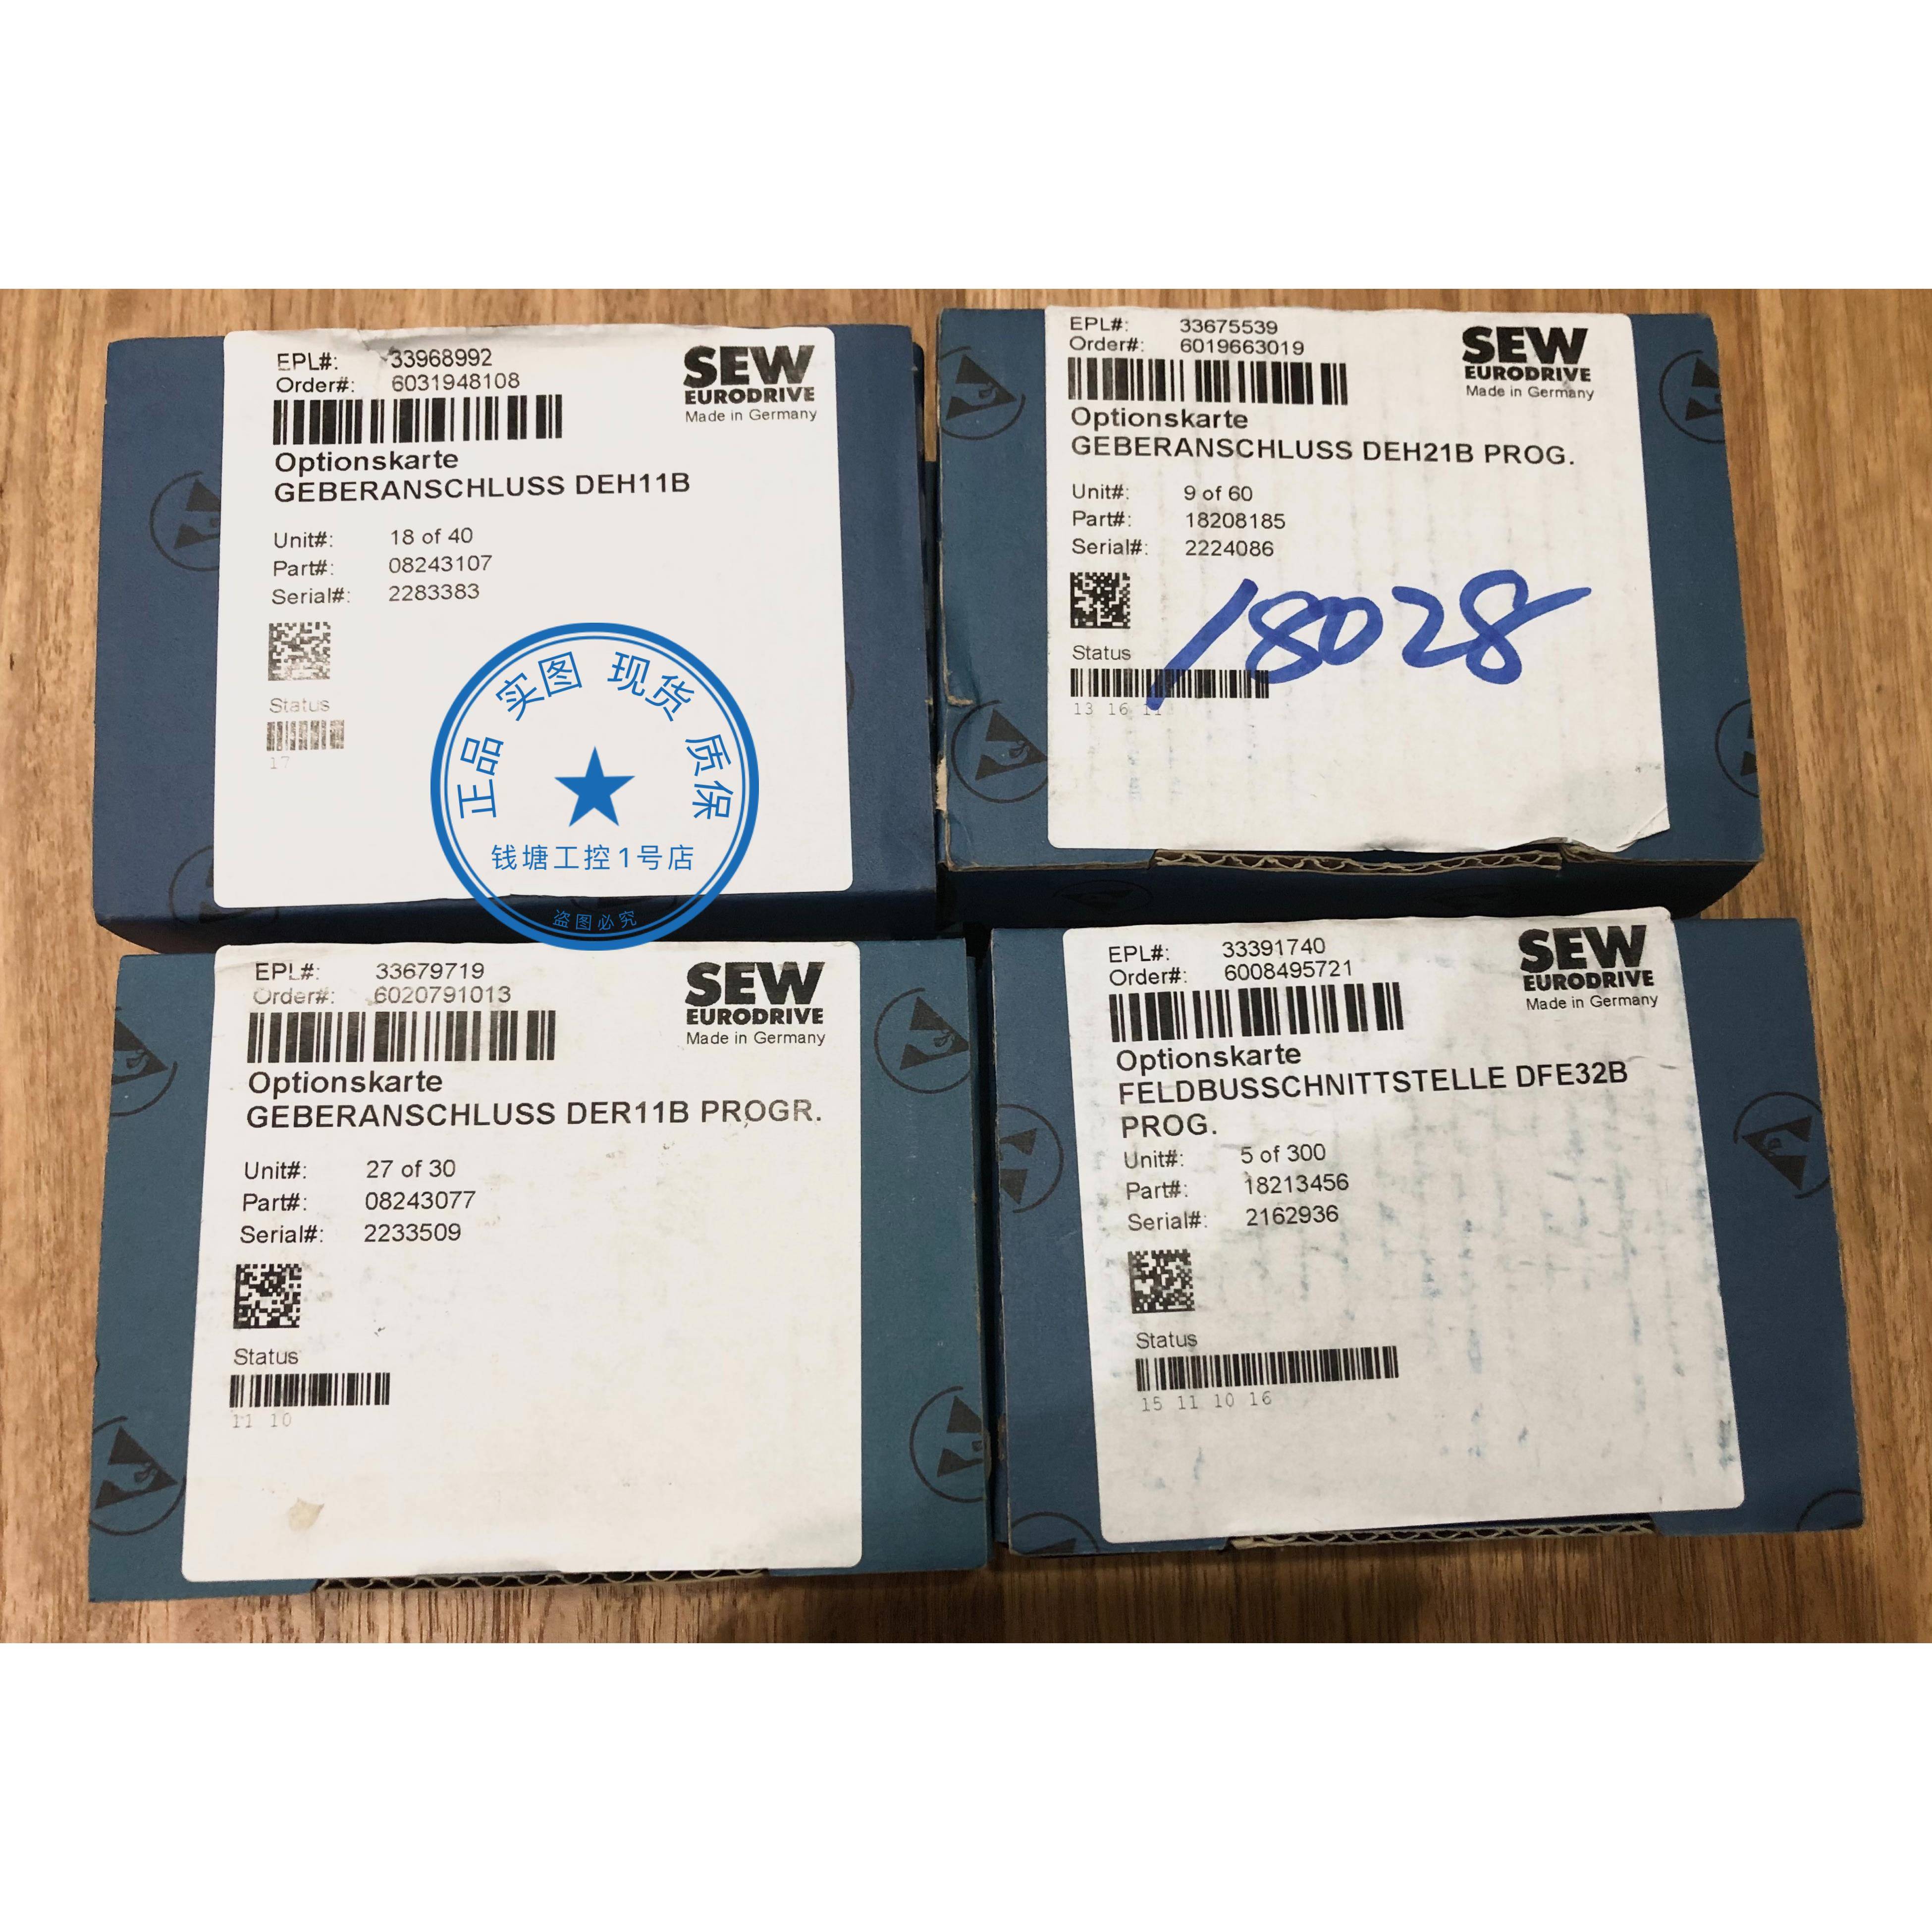 EPL#: 33968992
Order#: 6031948108
SEW
EURODRIVE
Made in Germany
Optionskarte
GEBERANSCHLUSS DEH11B
Unit#: 18 of 40
Part#: 08243107
Serial#: 2283383
Status
17
正品 实图 现货 质保
钱塘工控1号店
盗图必究
EPL#: 33675539
Order#: 6019663019
SEW
EURODRIVE
Made in Germany
Optionskarte
GEBERANSCHLUSS DEH21B PROG.
Unit#: 9 of 60
Part#: 18208185
Serial#: 2224086
18028
Status
13 16 11
EPL#: 33679719
Order#: 6020791013
SEW
EURODRIVE
Made in Germany
Optionskarte
GEBERANSCHLUSS DER11B PROGR.
Unit#: 27 of 30
Part#: 08243077
Serial#: 2233509
Status
11 10
EPL#: 33391740
Order#: 6008495721
SEW
EURODRIVE
Made in Germany
Optionskarte
FELDBUSSCHNITTSTELLE DFE32B
PROG.
Unit#: 5 of 300
Part#: 18213456
Serial#: 2162936
Status
15 11 10 16